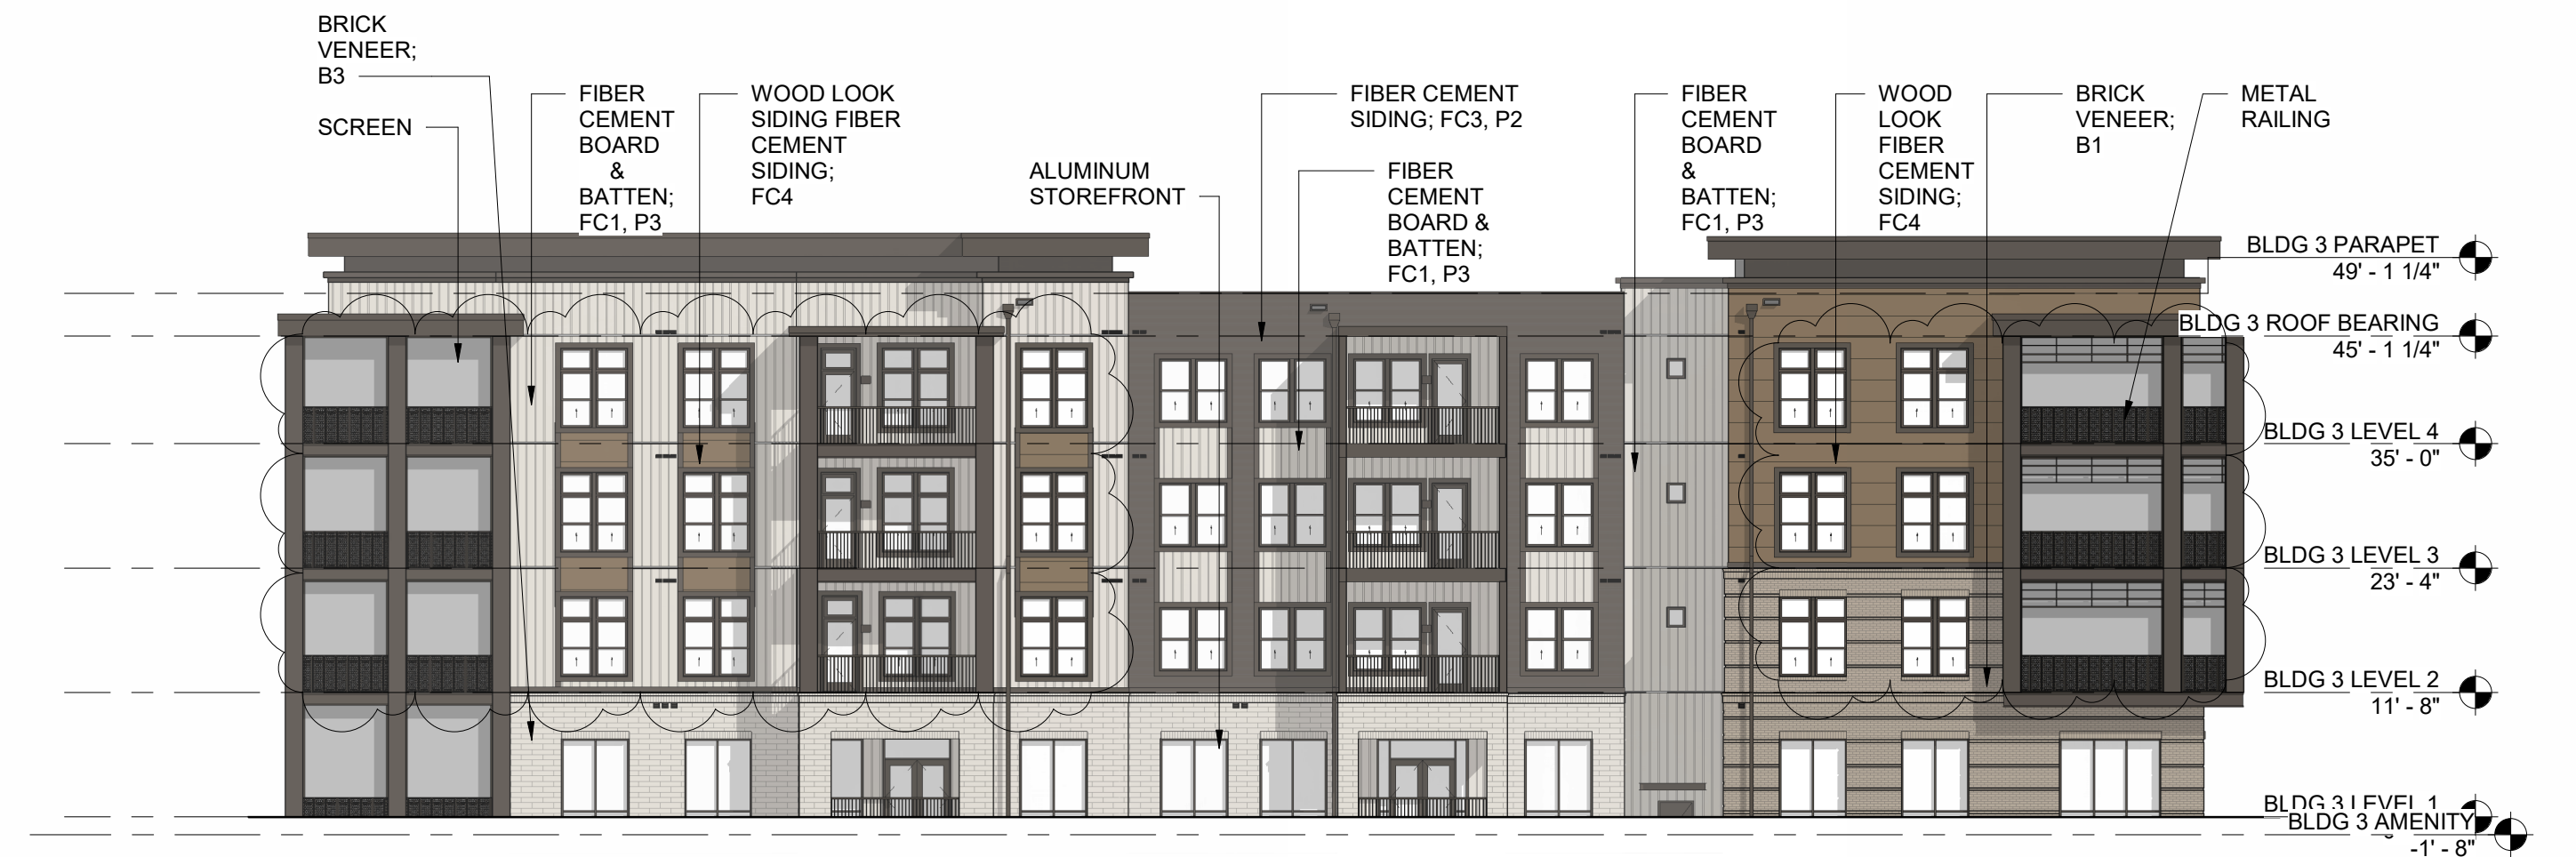 BRICK
VENEER;
B3
SCREEN
FIBER
CEMENT
BOARD
&
BATTEN;
FC1, P3
WOOD LOOK
SIDING FIBER
CEMENT
SIDING;
FC4
ALUMINUM
STOREFRONT
FIBER CEMENT
SIDING; FC3, P2
FIBER
CEMENT
BOARD &
BATTEN;
FC1, P3
FIBER
CEMENT
BOARD
&
BATTEN;
FC1, P3
WOOD
LOOK
FIBER
CEMENT
SIDING;
FC4
BRICK
VENEER;
B1
METAL
RAILING
BLDG 3 PARAPET
49' - 1 1/4"
BLDG 3 ROOF BEARING
45' - 1 1/4"
BLDG 3 LEVEL 4
35' - 0"
BLDG 3 LEVEL 3
23' - 4"
BLDG 3 LEVEL 2
11' - 8"
BLDG 3 LEVEL 1
BLDG 3 AMENITY
-1' - 8"